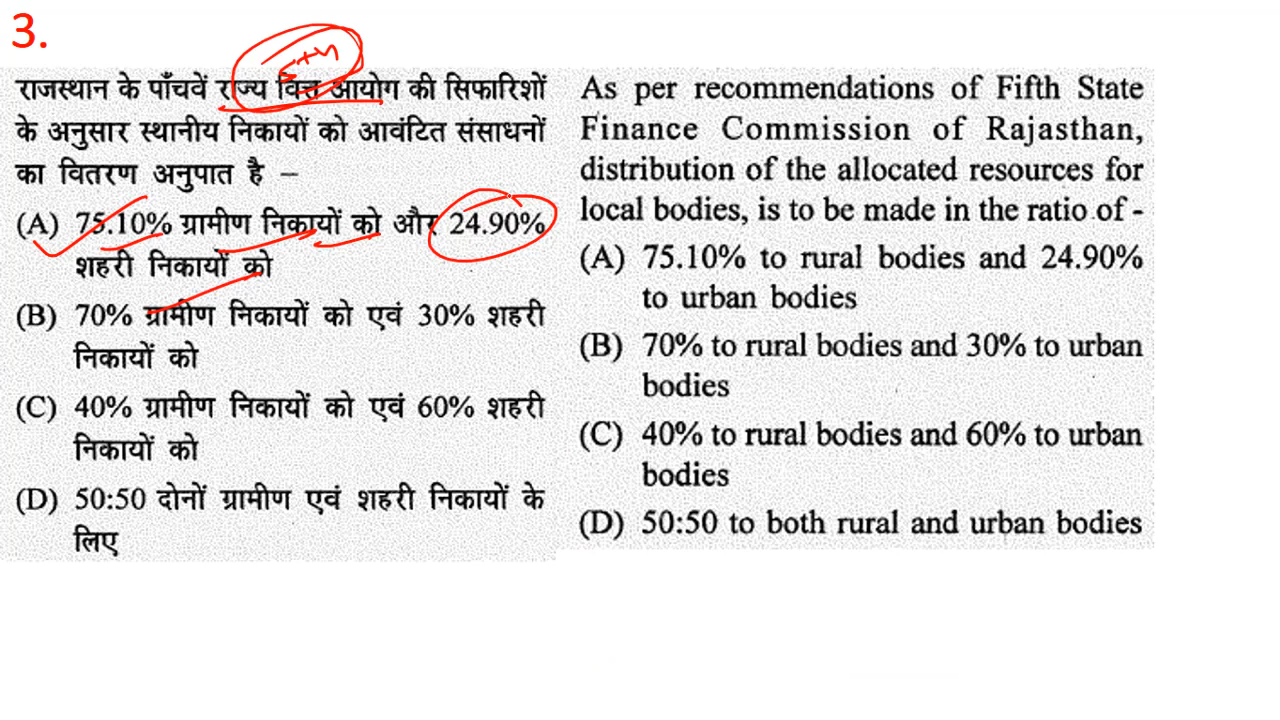 3.
राजस्थान के पाँचवें राज्य वित्त आयोग की सिफारिशों
के अनुसार स्थानीय निकायों को आवंटित संसाधनों
का वितरण अनुपात है –
(A) 75.10% ग्रामीण निकायों को और 24.90%
शहरी निकायों को
(B) 70% ग्रामीण निकायों को एवं 30% शहरी
निकायों को
(C) 40% ग्रामीण निकायों को एवं 60% शहरी
निकायों को
(D) 50:50 दोनों ग्रामीण एवं शहरी निकायों के
लिए
As per recommendations of Fifth State
Finance Commission of Rajasthan,
distribution of the allocated resources for
local bodies, is to be made in the ratio of -
(A) 75.10% to rural bodies and 24.90%
to urban bodies
(B) 70% to rural bodies and 30% to urban
bodies
(C) 40% to rural bodies and 60% to urban
bodies
(D) 50:50 to both rural and urban bodies